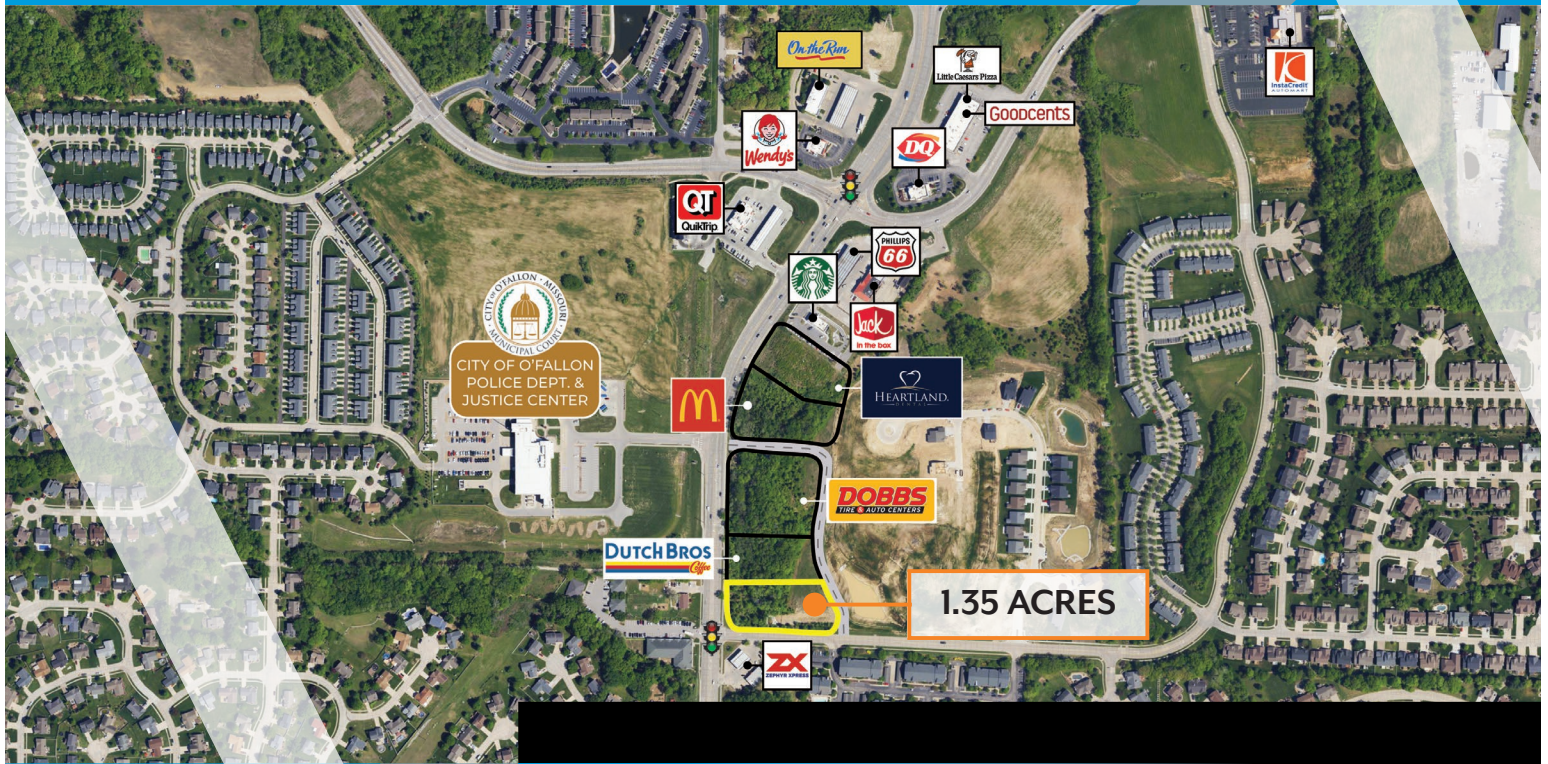 On the Run
Little Caesars Pizza
GOODCENTS
K
InstaCredit
AUTOMART
Wendy's
DQ
QT
QuikTrip
PHILLIPS
66
CITY OF O'FALLON · MISSOURI
MUNICIPAL COURT
CITY OF O'FALLON
POLICE DEPT. &
JUSTICE CENTER
Jack
in the box
M
HEARTLAND.
DENTAL
DOBBS
TIRE & AUTO CENTERS
DUTCH BROS
Coffee
1.35 ACRES
ZX
ZEPHYR XPRESS